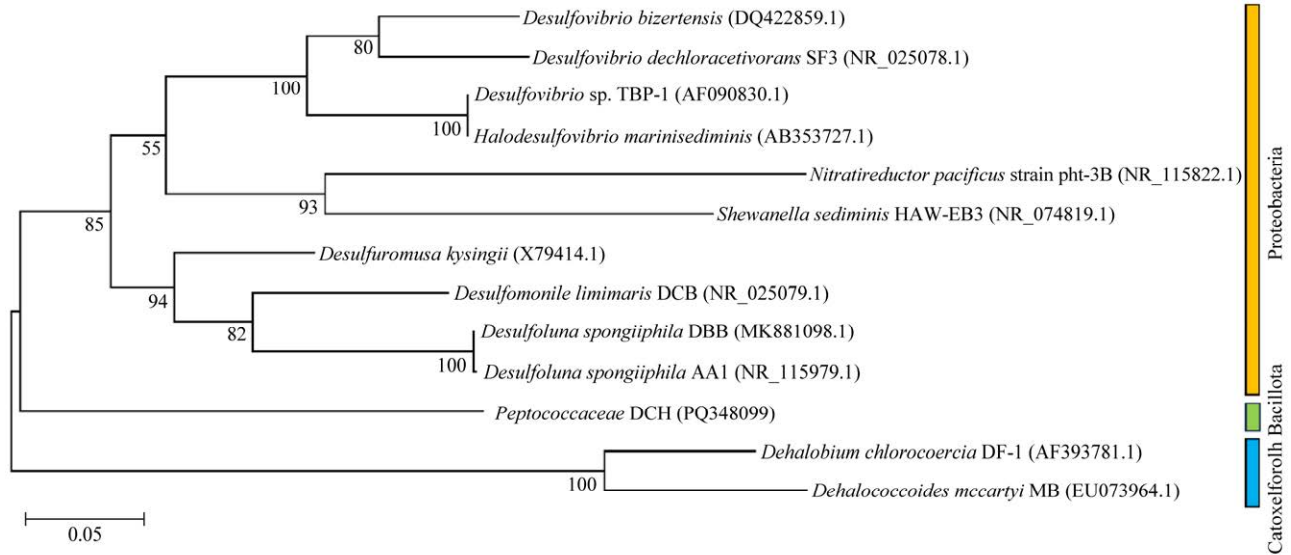 Desulfovibrio bizertensis (DQ422859.1)
80
Desulfovibrio dechloracetivorans SF3 (NR_025078.1)
100
Desulfovibrio sp. TBP-1 (AF090830.1)
100
Halodesulfovibrio marinisediminis (AB353727.1)
55
Nitratireductor pacificus strain pht-3B (NR_115822.1)
93
Shewanella sediminis HAW-EB3 (NR_074819.1)
85
Desulfuromusa kysingii (X79414.1)
94
Desulfomonile limimaris DCB (NR_025079.1)
82
Desulfoluna spongiiphila DBB (MK881098.1)
100
Desulfoluna spongiiphila AA1 (NR_115979.1)
Peptococcaceae DCH (PQ348099)
Dehalobium chlorocoercia DF-1 (AF393781.1)
100
Dehalococcoides mccartyi MB (EU073964.1)
0.05
Proteobacteria
Bacillota
Catoxelforolh